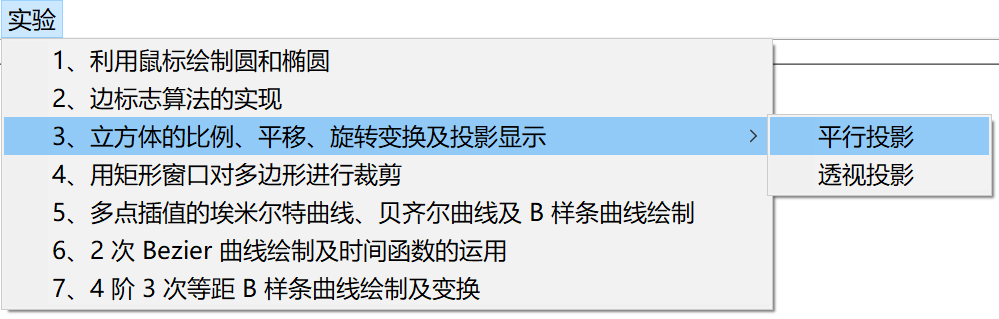 实验
1、利用鼠标绘制圆和椭圆
2、边标志算法的实现
3、立方体的比例、平移、旋转变换及投影显示
平行投影
透视投影
4、用矩形窗口对多边形进行裁剪
5、多点插值的埃米尔特曲线、贝齐尔曲线及 B 样条曲线绘制
6、2 次 Bezier 曲线绘制及时间函数的运用
7、4 阶 3 次等距 B 样条曲线绘制及变换